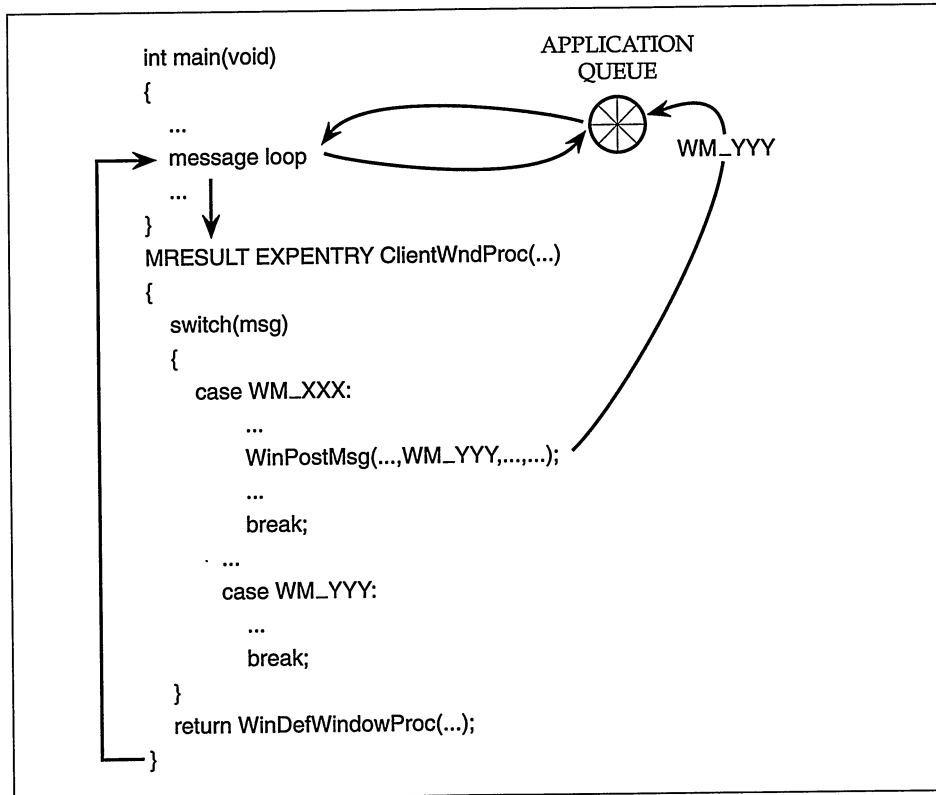 int main(void)
{
...
message loop
...
}
APPLICATION
QUEUE
WM_YYY
MRESULT EXPENTRY ClientWndProc(...)
{
switch(msg)
{
case WM_XXX:
...
WinPostMsg(...,WM_YYY,...,...);
...
break;
...
case WM_YYY:
...
break;
}
return WinDefWindowProc(...);
}